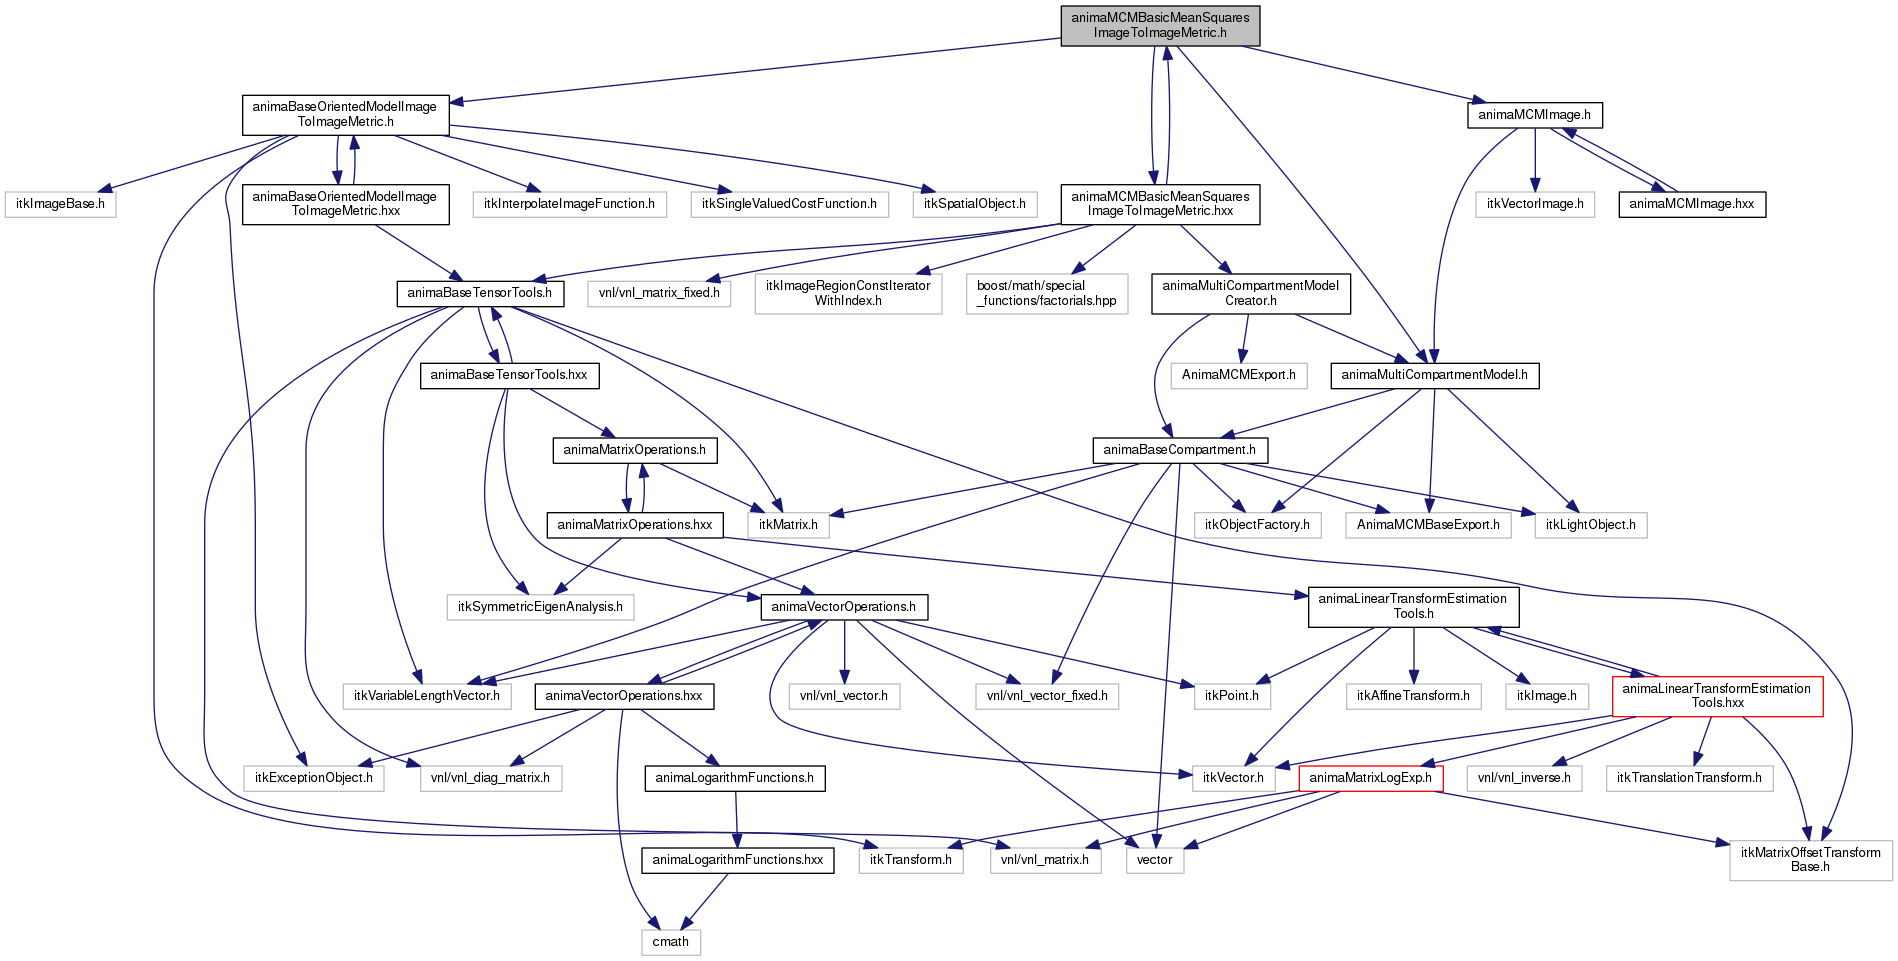 animaMCMBasicMeanSquares
ImageToImageMetric.h
animaBaseOrientedModelImage
ToImageMetric.h
animaMCMImage.h
itkImageBase.h
animaBaseOrientedModelImage
ToImageMetric.hxx
itkInterpolateImageFunction.h
itkSingleValuedCostFunction.h
itkSpatialObject.h
animaMCMBasicMeanSquares
ImageToImageMetric.hxx
itkVectorImage.h
animaMCMImage.hxx
animaBaseTensorTools.h
vnl/vnl_matrix_fixed.h
itkImageRegionConstIterator
WithIndex.h
boost/math/special
_functions/factorials.hpp
animaMultiCompartmentModel
Creator.h
animaBaseTensorTools.hxx
AnimaMCMExport.h
animaMultiCompartmentModel.h
animaMatrixOperations.h
animaBaseCompartment.h
animaMatrixOperations.hxx
itkMatrix.h
itkObjectFactory.h
AnimaMCMBaseExport.h
itkLightObject.h
itkSymmetricEigenAnalysis.h
animaVectorOperations.h
animaLinearTransformEstimation
Tools.h
itkVariableLengthVector.h
animaVectorOperations.hxx
vnl/vnl_vector.h
vnl/vnl_vector_fixed.h
itkPoint.h
itkAffineTransform.h
itkImage.h
animaLinearTransformEstimation
Tools.hxx
itkExceptionObject.h
vnl/vnl_diag_matrix.h
animaLogarithmFunctions.h
itkVector.h
animaMatrixLogExp.h
vnl/vnl_inverse.h
itkTranslationTransform.h
animaLogarithmFunctions.hxx
itkTransform.h
vnl/vnl_matrix.h
vector
itkMatrixOffsetTransform
Base.h
cmath